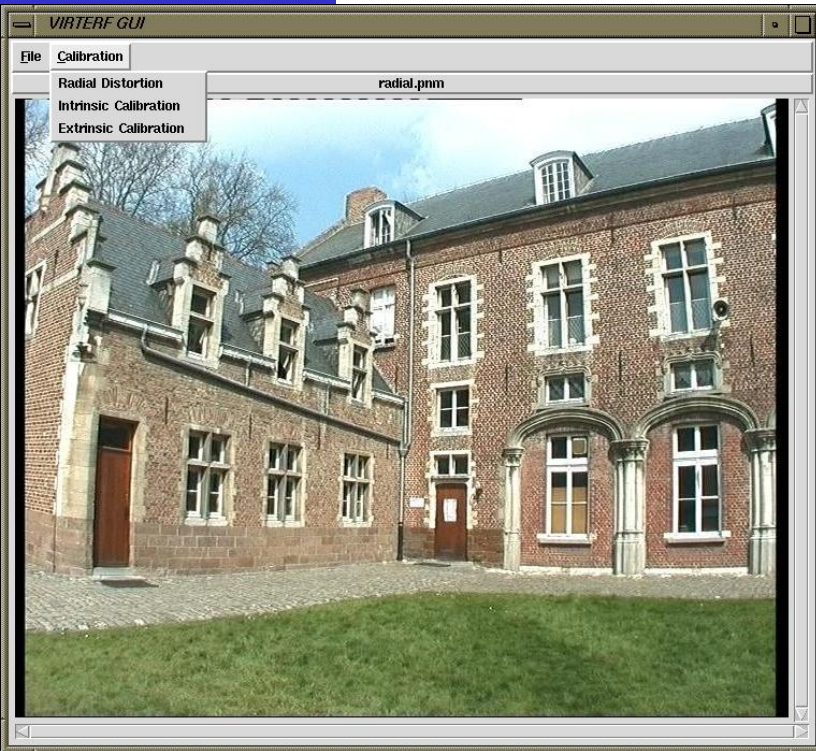 VIRTERF GUI
File Calibration
radial.pnm
Radial Distortion
Intrinsic Calibration
Extrinsic Calibration